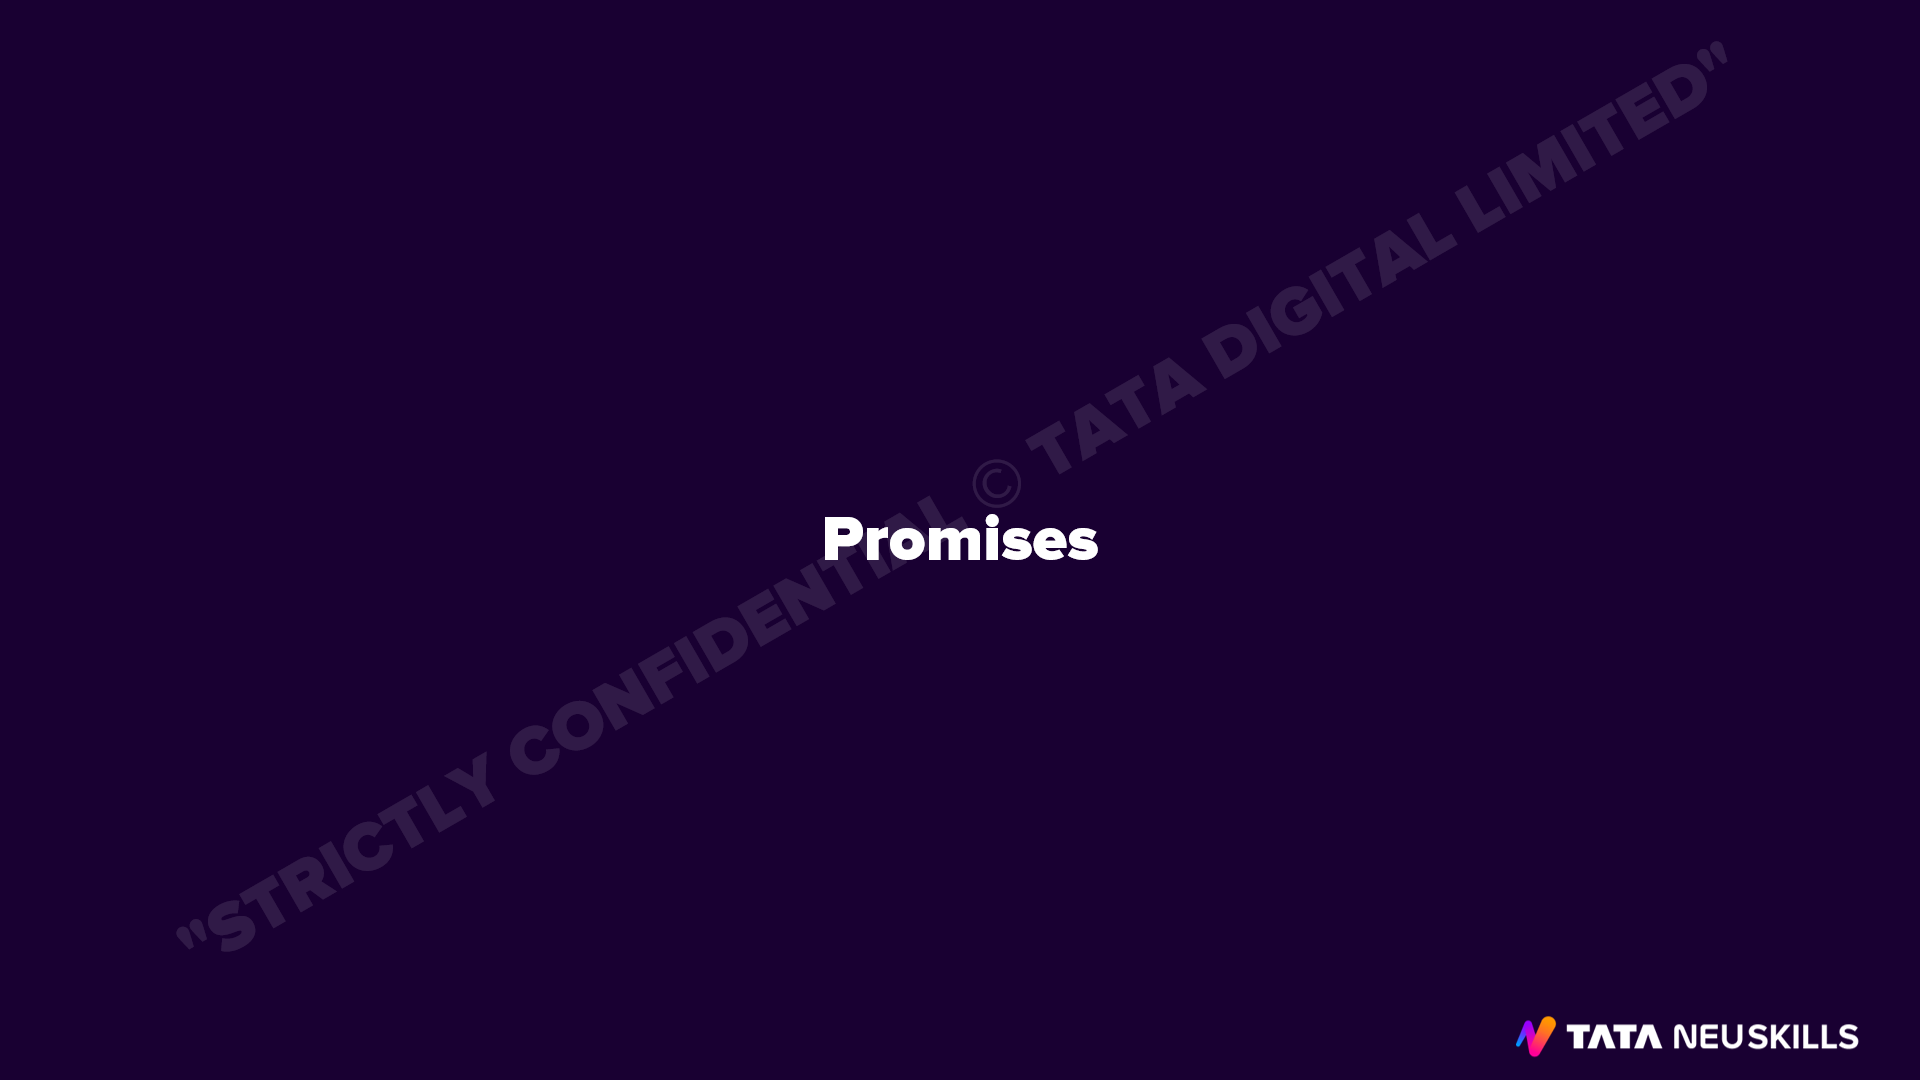 "STRICTLY CONFIDENTIAL © TATA DIGITAL LIMITED"
Promises
TATA NEUSKILLS